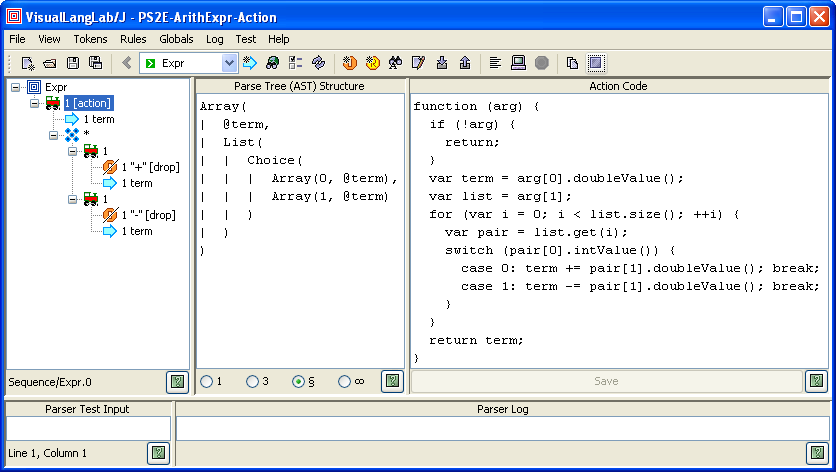 VisualLangLab/J - PS2E-ArithExpr-Action
File View Tokens Rules Globals Log Test Help
Expr
Expr
1 [action]
1 term
*
1
1 "+" [drop]
1 term
1
1 "-" [drop]
1 term
Sequence/Expr.0
Parse Tree (AST) Structure
Array(
|  @term,
|  List(
|  |  Choice(
|  |  |  Array(0, @term),
|  |  |  Array(1, @term)
|  |  )
|  )
)
1 3 § ∞
Action Code
function (arg) {
  if (!arg) {
    return;
  }
  var term = arg[0].doubleValue();
  var list = arg[1];
  for (var i = 0; i < list.size(); ++i) {
    var pair = list.get(i);
    switch (pair[0].intValue()) {
      case 0: term += pair[1].doubleValue(); break;
      case 1: term -= pair[1].doubleValue(); break;
    }
  }
  return term;
}
Save
Parser Test Input
Line 1, Column 1
Parser Log